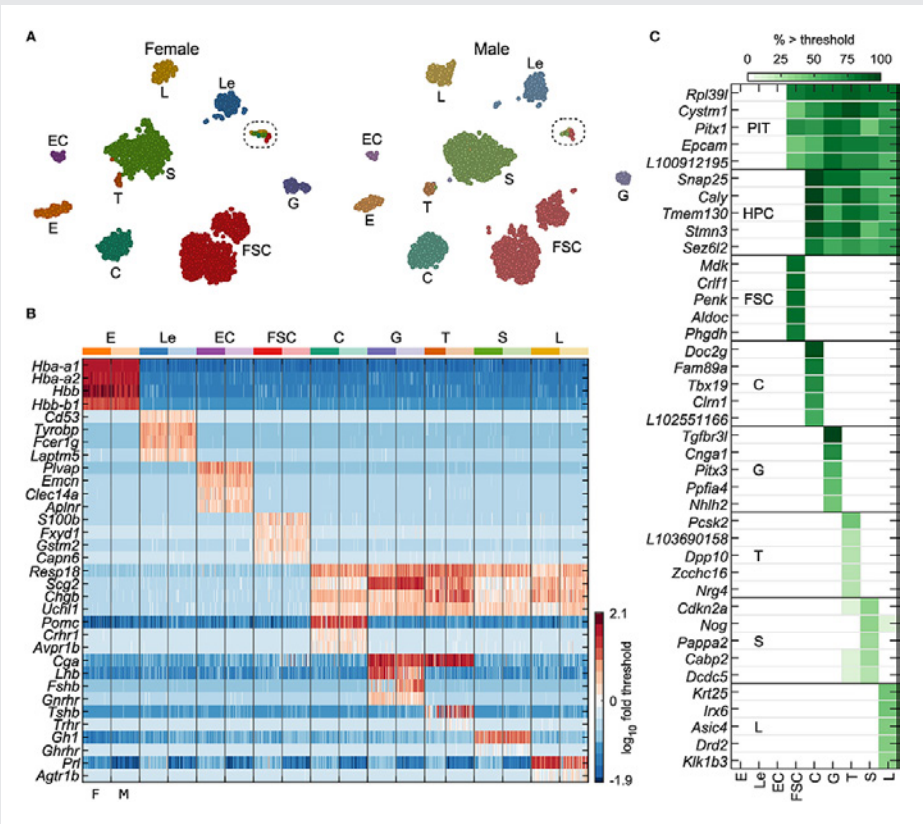 A
Female
Male
L
Le
EC
S
T
E
G
FSC
C
L
Le
EC
S
T
E
G
FSC
C
B
E Le EC FSC C G T S L
Hba-a1
Hba-a2
Hbb
Hbb-b1
Cd53
Tyrobp
Fcer1g
Laptm5
Plvap
Emcn
Clec14a
Aplnr
S100b
Fxyd1
Gstm2
Capn6
Resp18
Scg2
Chgb
Uchl1
Pomc
Crhr1
Avpr1b
Cga
Lhb
Fshb
Gnrhr
Tshb
Trhr
Gh1
Ghrhr
Prl
Agtr1b
F M
2.1
0
-1.9
log10 fold threshold
C
% > threshold
0 25 50 75 100
Rpl39l
Cystm1
Pitx1 PIT
Epcam
L100912195
Snap25
Caly
Tmem130 HPC
Stmn3
Sez6l2
Mdk
Crlf1
Penk FSC
Aldoc
Phgdh
Doc2g
Fam89a
Tbx19 C
Clrn1
L102551166
Tgfbr3l
Cnga1
Pitx3 G
Ppfia4
Nhlh2
Pcsk2
L103690158
Dpp10 T
Zcchc16
Nrg4
Cdkn2a
Nog
Pappa2 S
Cabp2
Dcdc5
Krt25
Irx6
Asic4 L
Drd2
Klk1b3
E Le EC FSC C G T S L